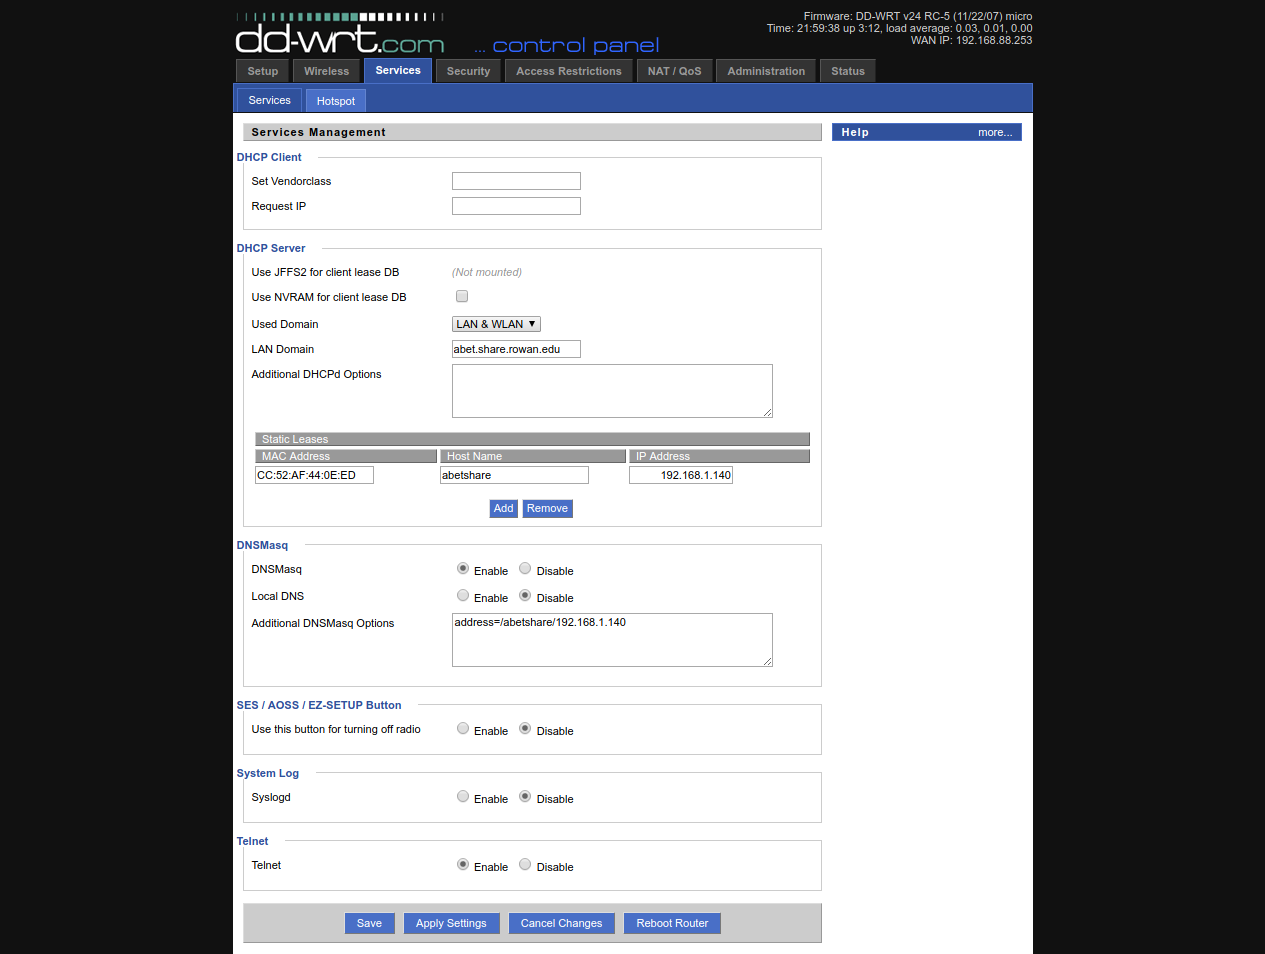 Firmware: DD-WRT v24 RC-5 (11/22/07) micro
Time: 21:59:38 up 3:12, load average: 0.03, 0.01, 0.00
WAN IP: 192.168.88.253
dd-wrt.com ... control panel
Setup Wireless Services Security Access Restrictions NAT / QoS Administration Status
Services Hotspot
Services Management
Help more...
DHCP Client
Set Vendorclass
Request IP
DHCP Server
Use JFFS2 for client lease DB (Not mounted)
Use NVRAM for client lease DB
Used Domain LAN & WLAN ▼
LAN Domain abet.share.rowan.edu
Additional DHCPd Options
Static Leases
MAC Address Host Name IP Address
CC:52:AF:44:0E:ED abetshare 192.168.1.140
Add Remove
DNSMasq
DNSMasq Enable Disable
Local DNS Enable Disable
Additional DNSMasq Options address=/abetshare/192.168.1.140
SES / AOSS / EZ-SETUP Button
Use this button for turning off radio Enable Disable
System Log
Syslogd Enable Disable
Telnet
Telnet Enable Disable
Save Apply Settings Cancel Changes Reboot Router